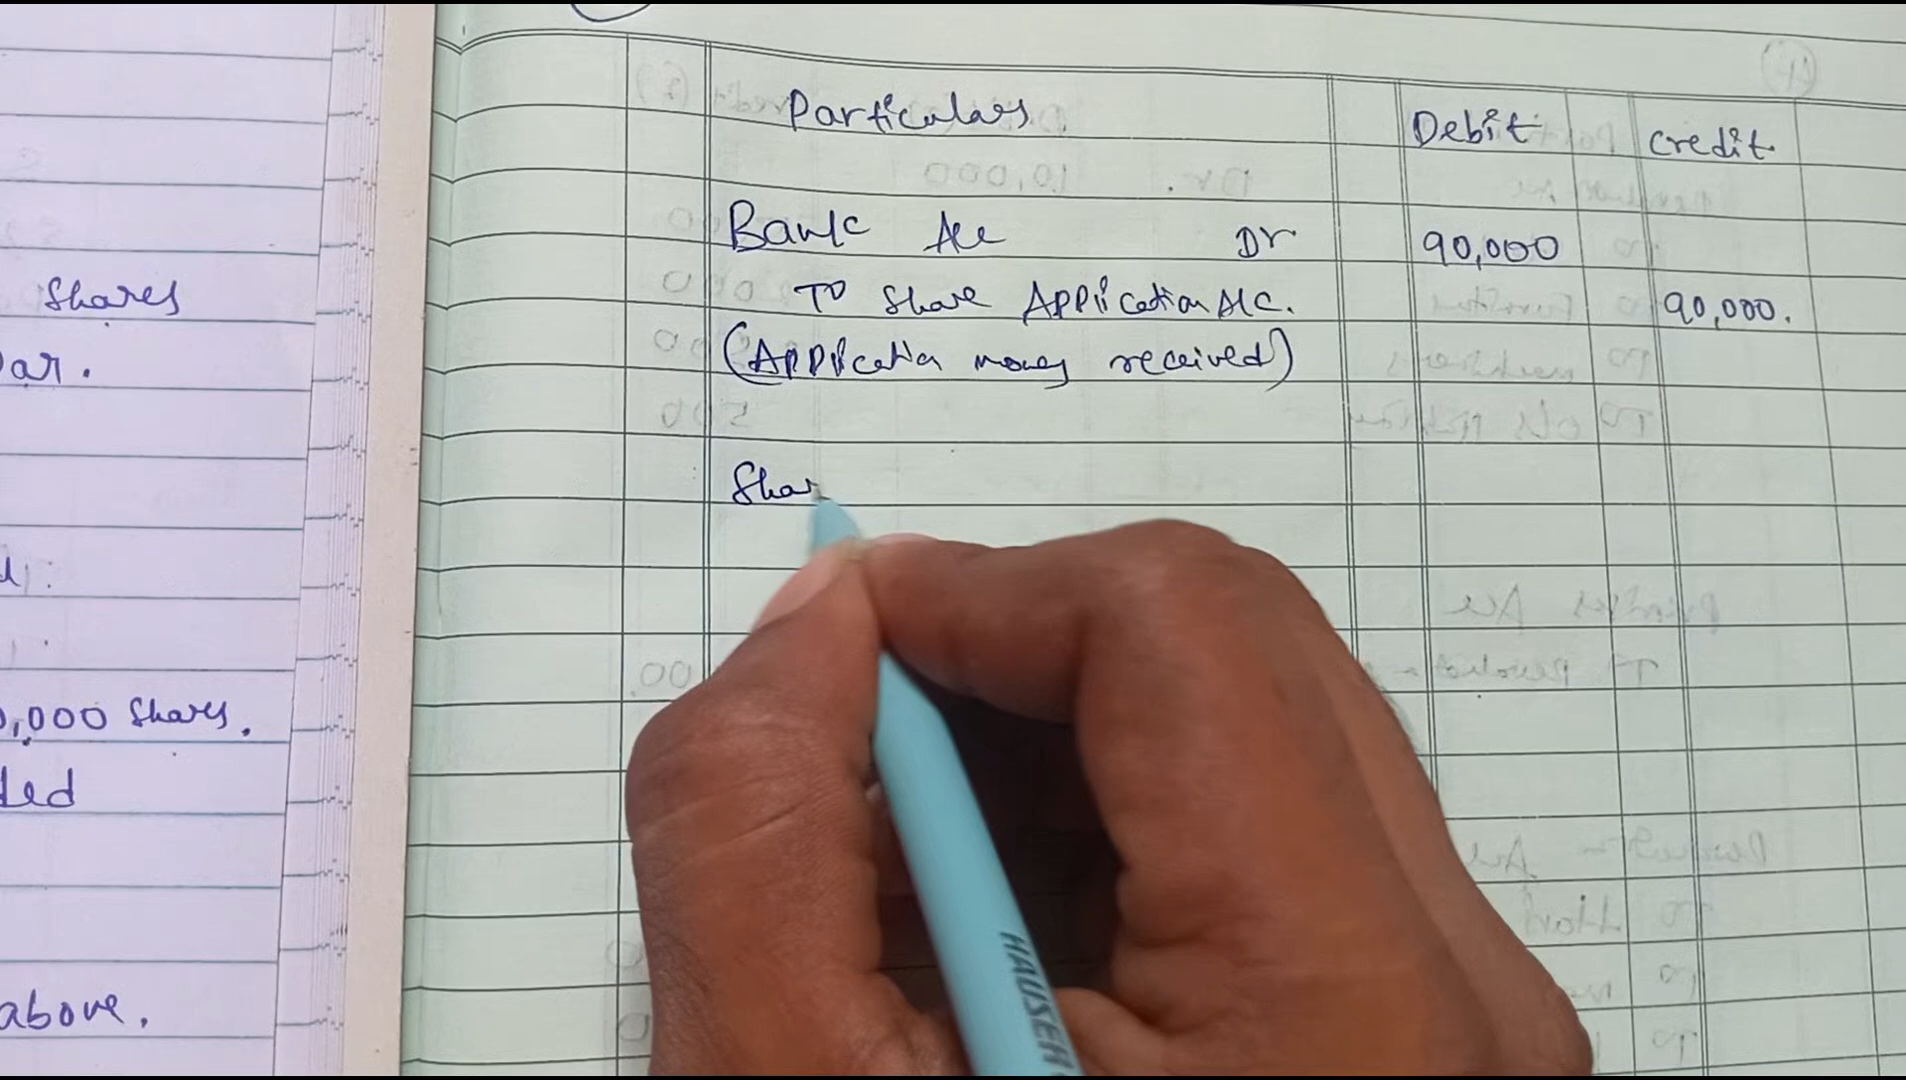 Shares
ar.
0,000 Shares.
ded
above.
Particulars Debit Credit.
Bank A/c Dr 90,000
To Share Application A/c. 90,000.
(Application money received)
Shar
HAUSER